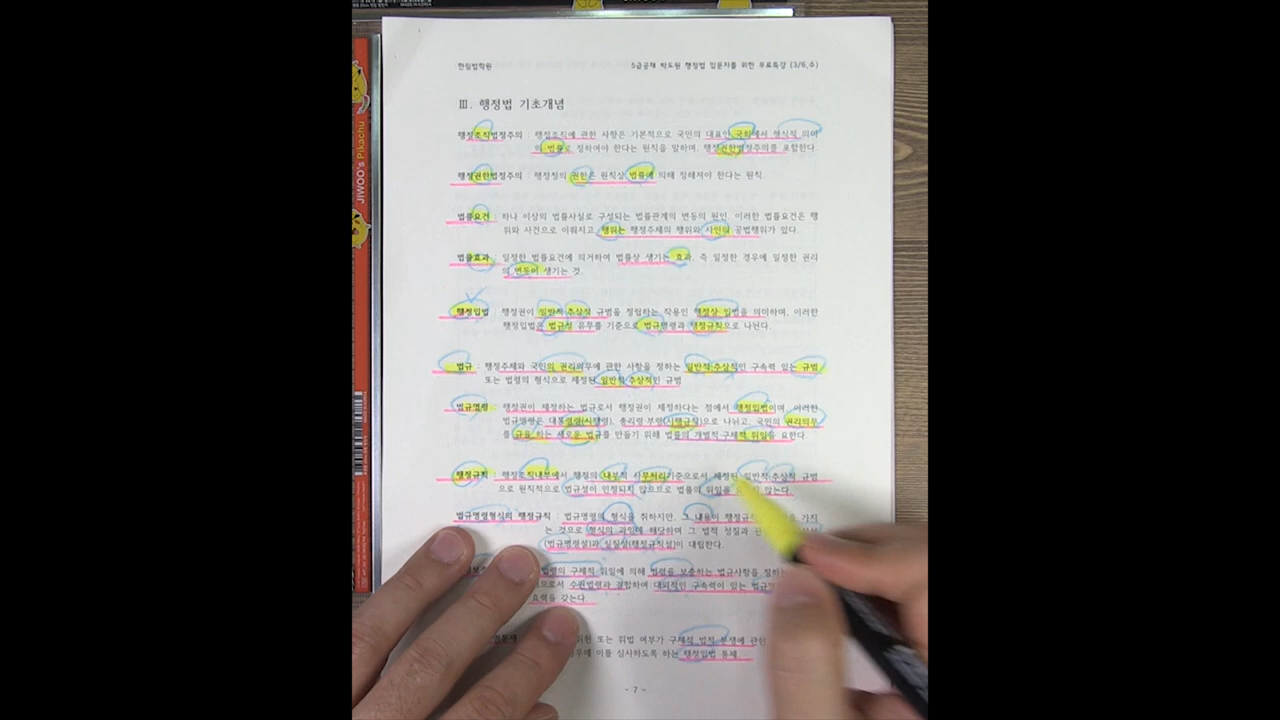 한림법학원 5급공채 박도원 행정법 입문자를 위한 무료특강 (3/6,수)
Ⅲ. 행정법 기초개념
행정조직법정주의 : 행정조직에 관한 사항은 기본적으로 국민의 대표인 국회에서 형식적 의미
의 법률로 정하여야 한다는 원칙을 말하며, 행정권한법정주의를 포함한다.
행정권한법정주의 : 행정청의 권한은 원칙상 법률에 의해 정해져야 한다는 원칙.
법률요건 : 하나 이상의 법률사실로 구성되는 법률관계의 변동의 원인. 이러한 법률요건은 행
위와 사건으로 이뤄지고, 행위는 행정주체의 행위와 사인의 공법행위가 있다.
법률효과 : 일정한 법률요건에 의거하여 법률상 생기는 효과. 즉 일정한 경우에 일정한 권리
의 변동이 생기는 것.
행정입법 행정권이 일반적·추상적 규범을 정립하는 작용인 행정상 입법을 의미하며, 이러한
행정입법은 법규성 유무를 기준으로 법규명령과 행정규칙으로 나뉜다.
법규 : 행정주체와 국민의 권리의무에 관한 사항을 정하는 일반적·추상적인 구속력 있는 규범
또는 법령의 형식으로 제정된 일반적·추상적인 규범
법규명령 행정권이 제정하는 법규로서 행정권이 제정하다는 점에서 행정입법이며, 이러한
법규명령은 대통령령(시행령), 총리령·부령(시행규칙)으로 나뉘고, 국민의 권리의무
를 규율 하는 새로운 법규를 만들기 위해 법률의 개별적·구체적 위임을 요한다.
행정규칙 : 행정조직내부에서 행정의 내부적 사무처리기준으로서 제정된 일반적·추상적 규범
으로 원칙적으로 법규성이 인정되지 않으므로 법률의 위임을 않는다.
법규명령형식의 행정규칙 : 법규명령의 형식을 취하지만, 그 내용이 행정규 가지
는 것으로 형식의 과잉에 해당하며 그 법적 성질과
(법규명령설)과 실질설(행정규칙설)이 대립한다.
법령의 구체적 위임에 의해 법령을 보충하는 법규사항을 정하
으로서 수권법령과 결합하여 대외적인 구속력이 있는 법규명
효력을 갖는다.
또는 위법 여부가 구체적 법적 분쟁에 관한
에 이를 심사하도록 하는 행정입법 통제
- 7 -
JIWOO's Pikachu